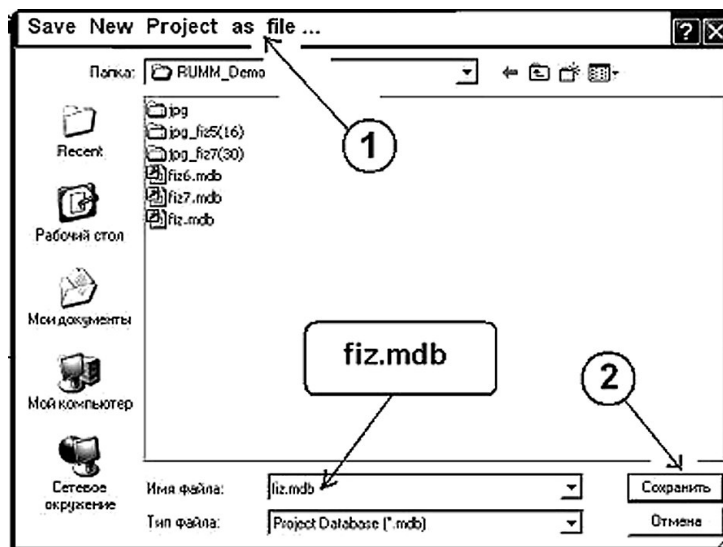 Save New Project as file ...
Папка: RUMM_Demo
jpg
jpg_fiz5(16)
jpg_fiz7(30)
fiz6.mdb
fiz7.mdb
fiz.mdb
1
Recent
Рабочий стол
Мои документы
Мой компьютер
Сетевое
окружение
fiz.mdb
2
Имя файла: fiz.mdb
Сохранить
Тип файла: Project Database (*.mdb)
Отмена